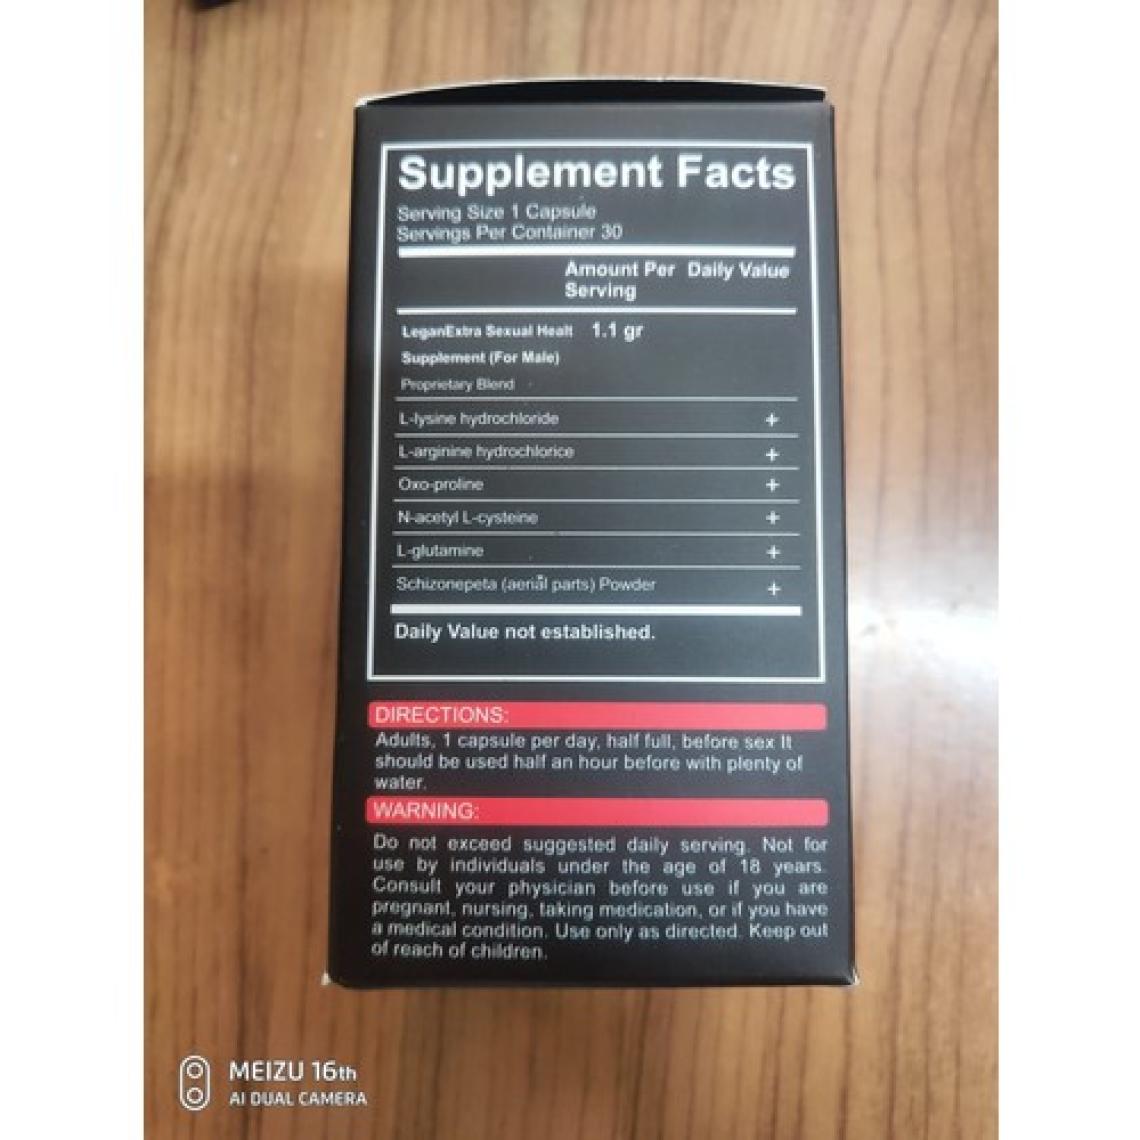 Supplement Facts
Serving Size 1 Capsule
Servings Per Container 30
Amount Per Daily Value
Serving
LeganExtra Sexual Healt 1.1 gr
Supplement (For Male)
Proprietary Blend
L-lysine hydrochloride +
L-arginine hydrochlorice +
Oxo-proline +
N-acetyl L-cysteine +
L-glutamine +
Schizonepeta (aerial parts) Powder +
Daily Value not established.
DIRECTIONS:
Adults, 1 capsule per day, half full, before sex It
should be used half an hour before with plenty of
water.
WARNING:
Do not exceed suggested daily serving. Not for
use by individuals under the age of 18 years.
Consult your physician before use if you are
pregnant, nursing, taking medication, or if you have
a medical condition. Use only as directed. Keep out
of reach of children.
MEIZU 16th
AI DUAL CAMERA